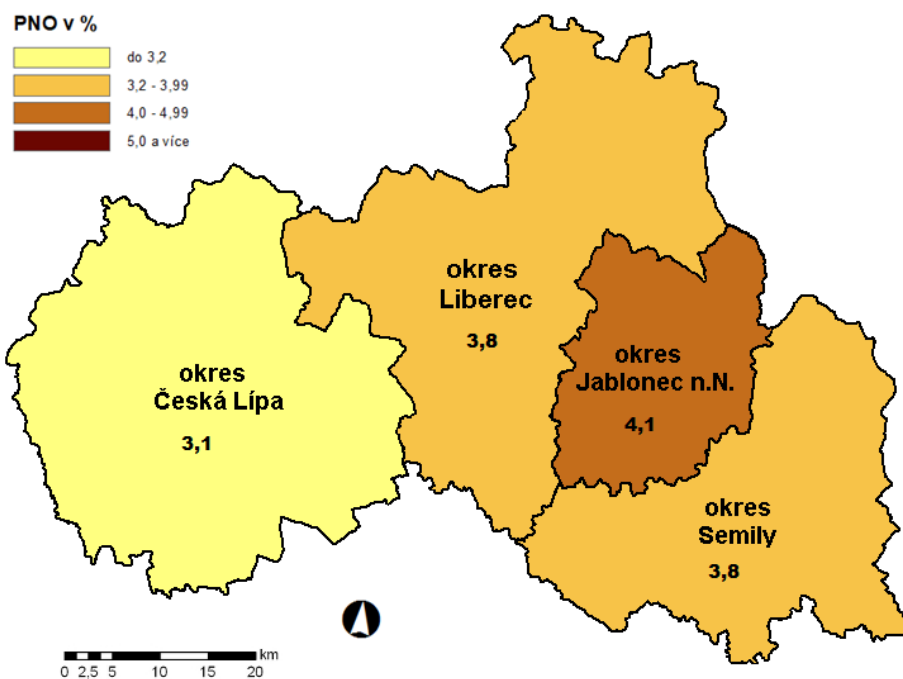 PNO v %
do 3,2
3,2 - 3,99
4,0 - 4,99
5,0 a více
okres
Liberec
3,8
okres
Jablonec n.N.
4,1
okres
Česká Lípa
3,1
okres
Semily
3,8
km
0 2,5 5 10 15 20